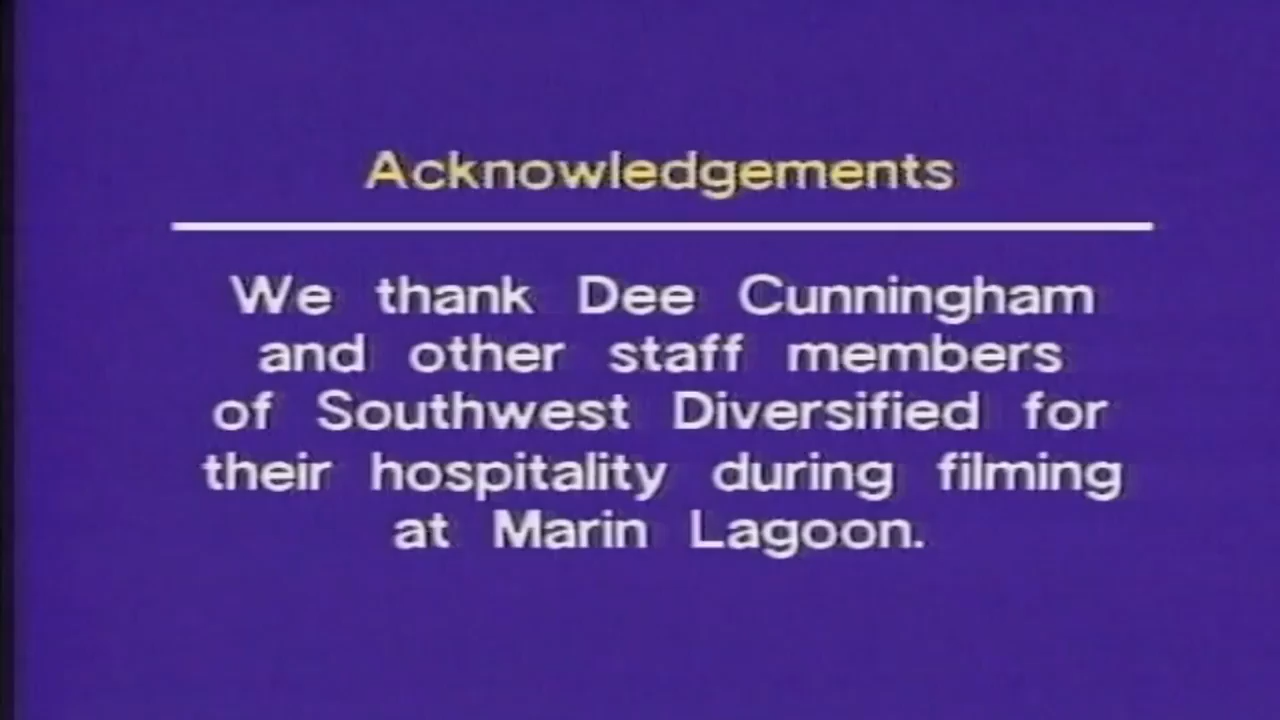 Acknowledgements
We thank Dee Cunningham
and other staff members
of Southwest Diversified for
their hospitality during filming
at Marin Lagoon.